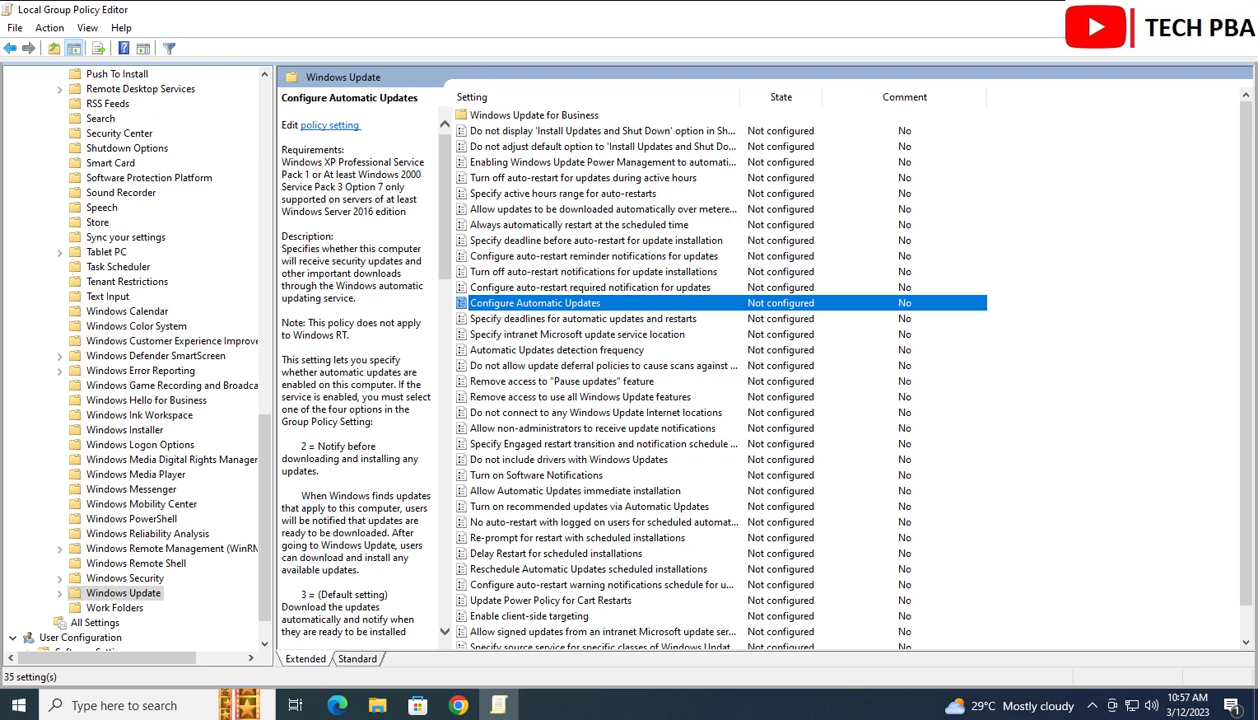 Local Group Policy Editor
TECH PBA
File Action View Help
Push To Install
Remote Desktop Services
RSS Feeds
Search
Security Center
Shutdown Options
Smart Card
Software Protection Platform
Sound Recorder
Speech
Store
Sync your settings
Tablet PC
Task Scheduler
Tenant Restrictions
Text Input
Windows Calendar
Windows Color System
Windows Customer Experience Improve
Windows Defender SmartScreen
Windows Error Reporting
Windows Game Recording and Broadca
Windows Hello for Business
Windows Ink Workspace
Windows Installer
Windows Logon Options
Windows Media Digital Rights Manager
Windows Media Player
Windows Messenger
Windows Mobility Center
Windows PowerShell
Windows Reliability Analysis
Windows Remote Management (WinRM
Windows Remote Shell
Windows Security
Windows Update
Work Folders
All Settings
User Configuration
Windows Update
Configure Automatic Updates
Edit policy setting
Requirements:
Windows XP Professional Service
Pack 1 or At least Windows 2000
Service Pack 3 Option 7 only
supported on servers of at least
Windows Server 2016 edition
Description:
Specifies whether this computer
will receive security updates and
other important downloads
through the Windows automatic
updating service.
Note: This policy does not apply
to Windows RT.
This setting lets you specify
whether automatic updates are
enabled on this computer. If the
service is enabled, you must select
one of the four options in the
Group Policy Setting:
2 = Notify before
downloading and installing any
updates.
When Windows finds updates
that apply to this computer, users
will be notified that updates are
ready to be downloaded. After
going to Windows Update, users
can download and install any
available updates.
3 = (Default setting)
Download the updates
automatically and notify when
they are ready to be installed
Setting State Comment
Windows Update for Business
Do not display 'Install Updates and Shut Down' option in Sh... Not configured No
Do not adjust default option to 'Install Updates and Shut Do... Not configured No
Enabling Windows Update Power Management to automati... Not configured No
Turn off auto-restart for updates during active hours Not configured No
Specify active hours range for auto-restarts Not configured No
Allow updates to be downloaded automatically over metere... Not configured No
Always automatically restart at the scheduled time Not configured No
Specify deadline before auto-restart for update installation Not configured No
Configure auto-restart reminder notifications for updates Not configured No
Turn off auto-restart notifications for update installations Not configured No
Configure auto-restart required notification for updates Not configured No
Configure Automatic Updates Not configured No
Specify deadlines for automatic updates and restarts Not configured No
Specify intranet Microsoft update service location Not configured No
Automatic Updates detection frequency Not configured No
Do not allow update deferral policies to cause scans against ... Not configured No
Remove access to "Pause updates" feature Not configured No
Remove access to use all Windows Update features Not configured No
Do not connect to any Windows Update Internet locations Not configured No
Allow non-administrators to receive update notifications Not configured No
Specify Engaged restart transition and notification schedule ... Not configured No
Do not include drivers with Windows Updates Not configured No
Turn on Software Notifications Not configured No
Allow Automatic Updates immediate installation Not configured No
Turn on recommended updates via Automatic Updates Not configured No
No auto-restart with logged on users for scheduled automat... Not configured No
Re-prompt for restart with scheduled installations Not configured No
Delay Restart for scheduled installations Not configured No
Reschedule Automatic Updates scheduled installations Not configured No
Configure auto-restart warning notifications schedule for u... Not configured No
Update Power Policy for Cart Restarts Not configured No
Enable client-side targeting Not configured No
Allow signed updates from an intranet Microsoft update ser... Not configured No
Specify source service for specific classes of Windows Updat... Not configured No
Extended Standard
35 setting(s)
Type here to search
29°C Mostly cloudy
10:57 AM
3/12/2023
1